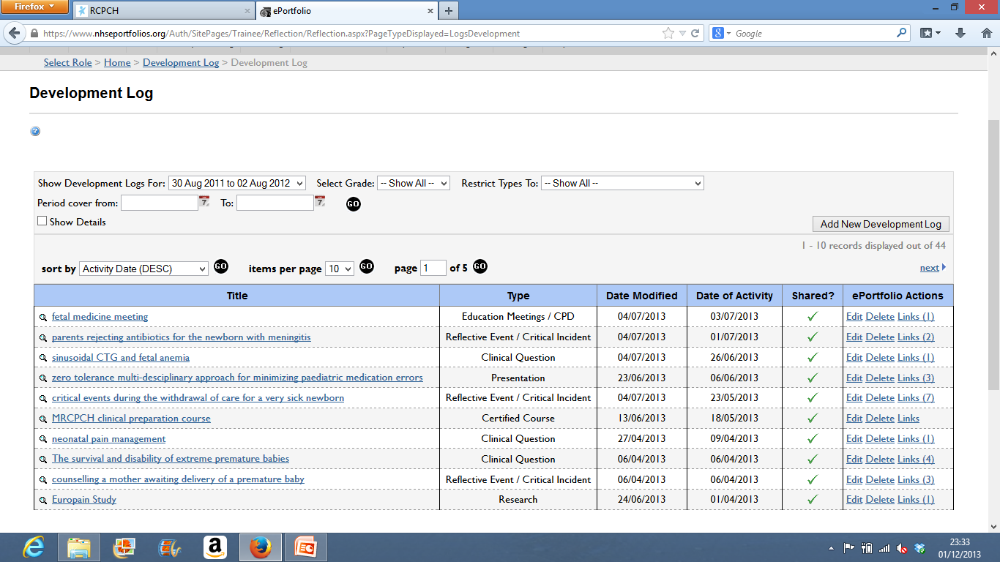 Firefox
RCPCH
ePortfolio
https://www.nhseportfolios.org/Auth/SitePages/Trainee/Reflection/Reflection.aspx?PageTypeDisplayed=LogsDevelopment
Google
Select Role > Home > Development Log > Development Log
Development Log
Show Development Logs For: 30 Aug 2011 to 02 Aug 2012 Select Grade: -- Show All -- Restrict Types To: -- Show All --
Period cover from: 7 To: 7 GO
Show Details
Add New Development Log
1 - 10 records displayed out of 44
sort by Activity Date (DESC) GO items per page 10 GO page 1 of 5 GO
next
Title Type Date Modified Date of Activity Shared? ePortfolio Actions
fetal medicine meeting Education Meetings / CPD 04/07/2013 03/07/2013 Edit Delete Links (1)
parents rejecting antibiotics for the newborn with meningitis Reflective Event / Critical Incident 04/07/2013 01/07/2013 Edit Delete Links (2)
sinusoidal CTG and fetal anemia Clinical Question 04/07/2013 26/06/2013 Edit Delete Links (1)
zero tolerance multi-desciplinary approach for minimizing paediatric medication errors Presentation 23/06/2013 06/06/2013 Edit Delete Links (3)
critical events during the withdrawal of care for a very sick newborn Reflective Event / Critical Incident 04/07/2013 23/05/2013 Edit Delete Links (7)
MRCPCH clinical preparation course Certified Course 13/06/2013 18/05/2013 Edit Delete Links
neonatal pain management Clinical Question 27/04/2013 09/04/2013 Edit Delete Links (1)
The survival and disability of extreme premature babies Clinical Question 06/04/2013 06/04/2013 Edit Delete Links (4)
counselling a mother awaiting delivery of a premature baby Reflective Event / Critical Incident 06/04/2013 06/04/2013 Edit Delete Links (3)
Europain Study Research 24/06/2013 01/04/2013 Edit Delete Links (1)
23:33
01/12/2013